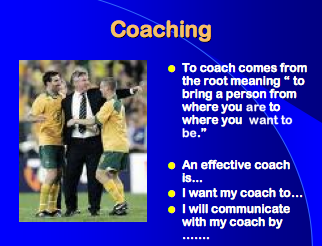 Coaching
To coach comes from
the root meaning “ to
bring a person from
where you are to
where you want to
be.”
An effective coach
is...
I want my coach to...
I will communicate
with my coach by
.......